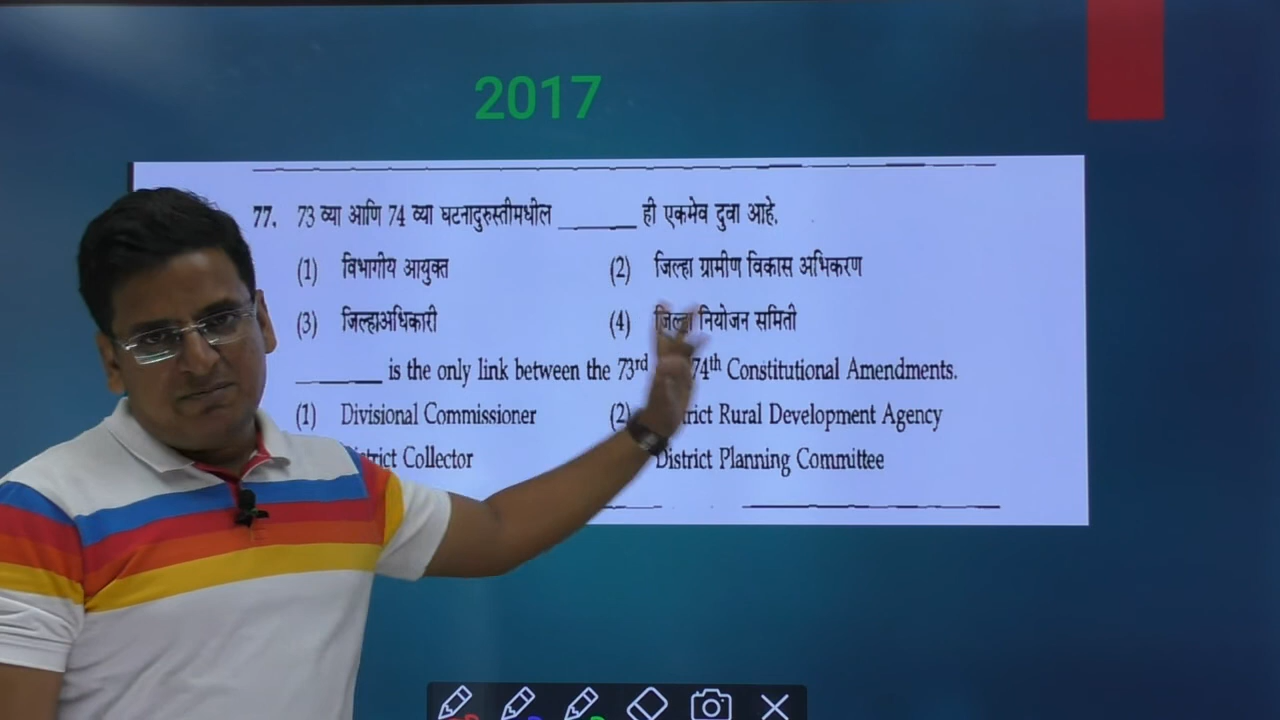 2017
77. 73 व्या आणि 74 व्या घटनादुरुस्तीमधील ______ ही एकमेव दुवा आहे.
(1) विभागीय आयुक्त (2) जिल्हा ग्रामीण विकास अभिकरण
(3) जिल्हाअधिकारी (4) जिल्हा नियोजन समिती
______ is the only link between the 73rd 74th Constitutional Amendments.
(1) Divisional Commissioner (2) Rural Development Agency
Collector District Planning Committee